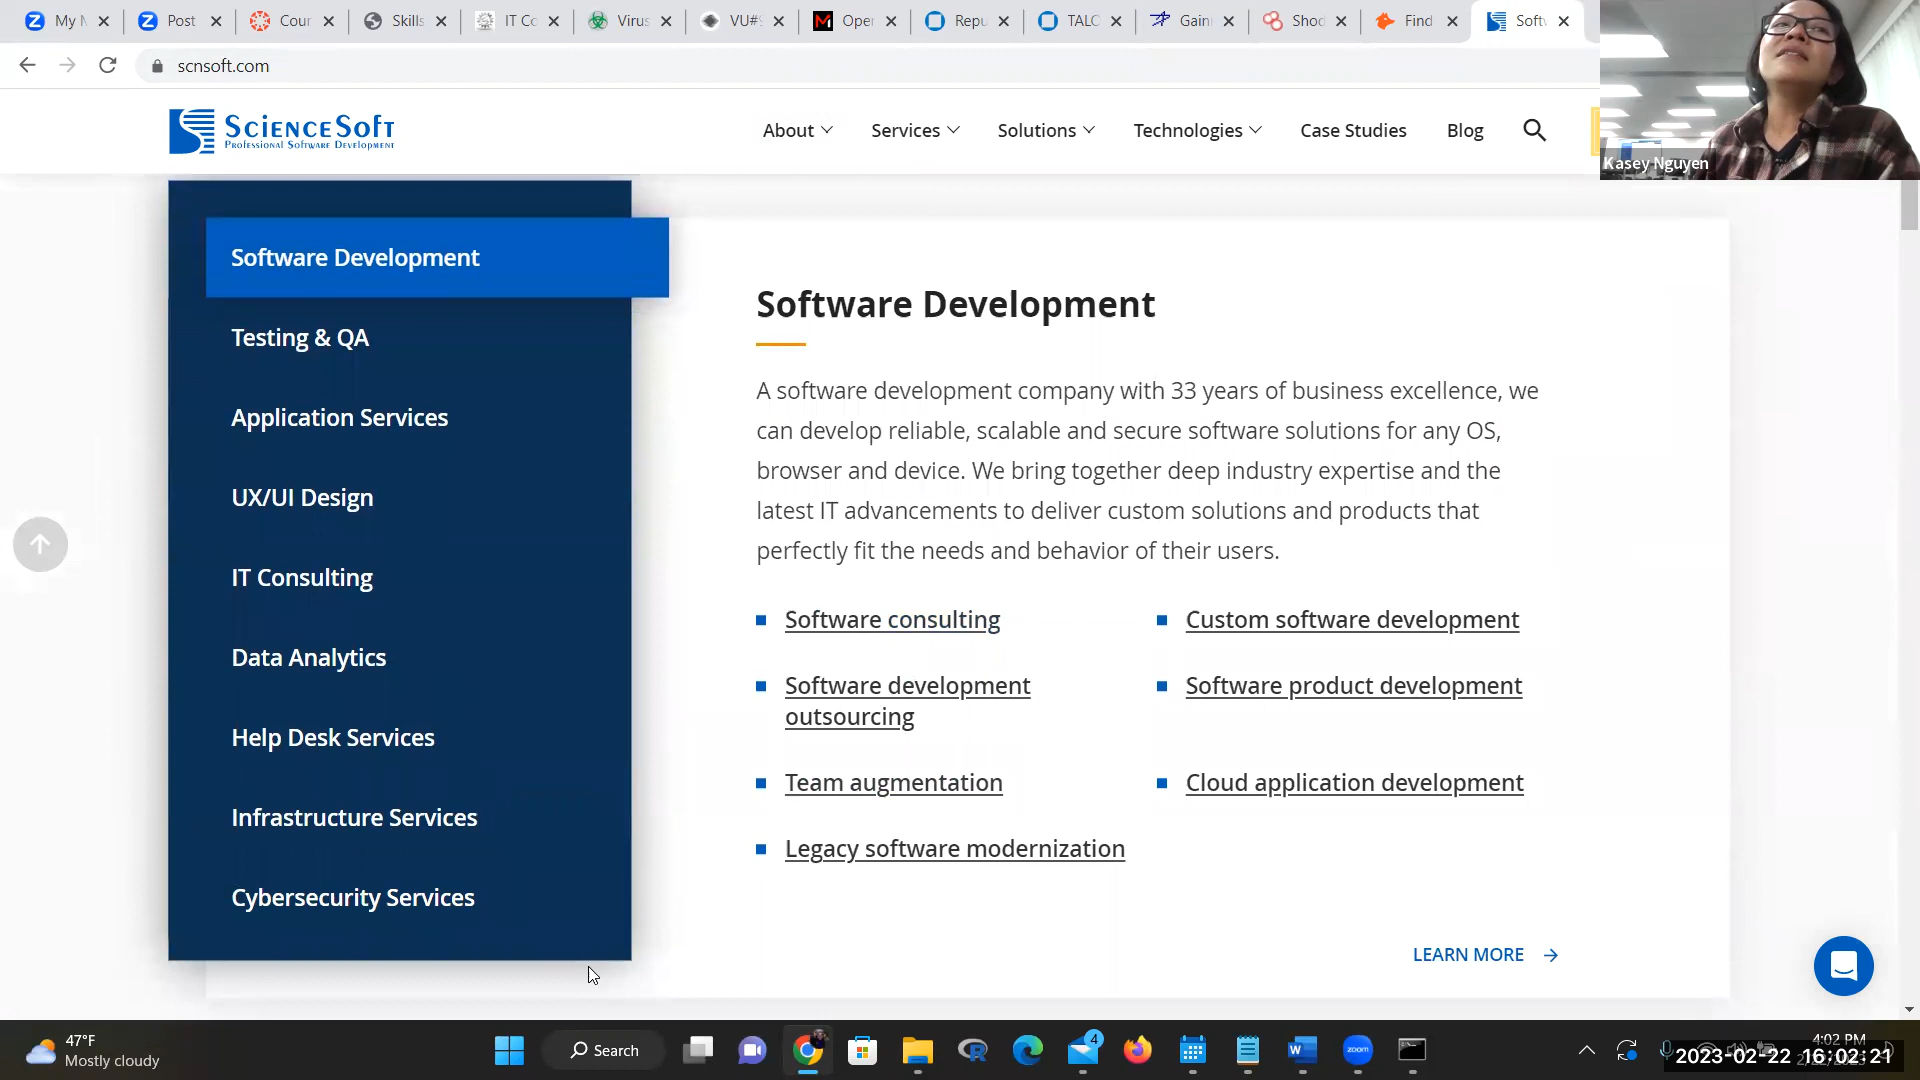 My N
Post
Cour
Skills
IT Co
Virus
VU#
Oper
Repu
TALO
Gain
Shod
Find
Soft
scnsoft.com
ScienceSoft
Professional Software Development
About
Services
Solutions
Technologies
Case Studies
Blog
Kasey Nguyen
Software Development
Testing & QA
Application Services
UX/UI Design
IT Consulting
Data Analytics
Help Desk Services
Infrastructure Services
Cybersecurity Services
Software Development
A software development company with 33 years of business excellence, we
can develop reliable, scalable and secure software solutions for any OS,
browser and device. We bring together deep industry expertise and the
latest IT advancements to deliver custom solutions and products that
perfectly fit the needs and behavior of their users.
Software consulting
Custom software development
Software development
outsourcing
Software product development
Team augmentation
Cloud application development
Legacy software modernization
LEARN MORE
47°F
Mostly cloudy
Search
4
zoom
4:02 PM
2023-02-22 16:02:21